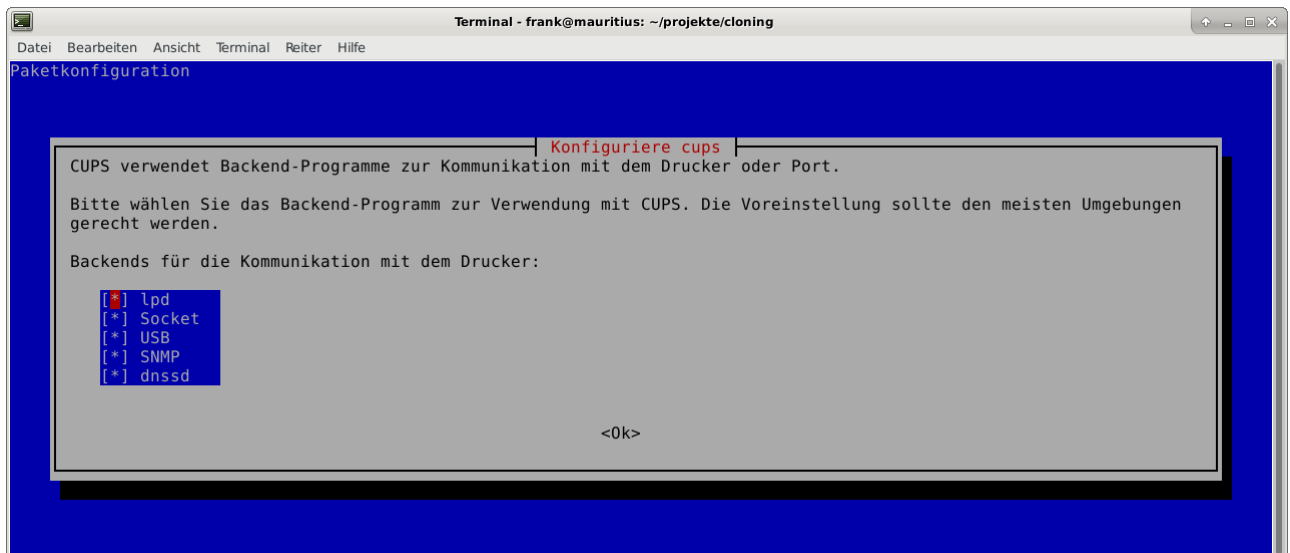 Terminal - frank@mauritius: ~/projekte/cloning
Datei Bearbeiten Ansicht Terminal Reiter Hilfe
Paketkonfiguration
Konfiguriere cups
CUPS verwendet Backend-Programme zur Kommunikation mit dem Drucker oder Port.
Bitte wählen Sie das Backend-Programm zur Verwendung mit CUPS. Die Voreinstellung sollte den meisten Umgebungen
gerecht werden.
Backends für die Kommunikation mit dem Drucker:
[*] lpd
[*] Socket
[*] USB
[*] SNMP
[*] dnssd
<Ok>